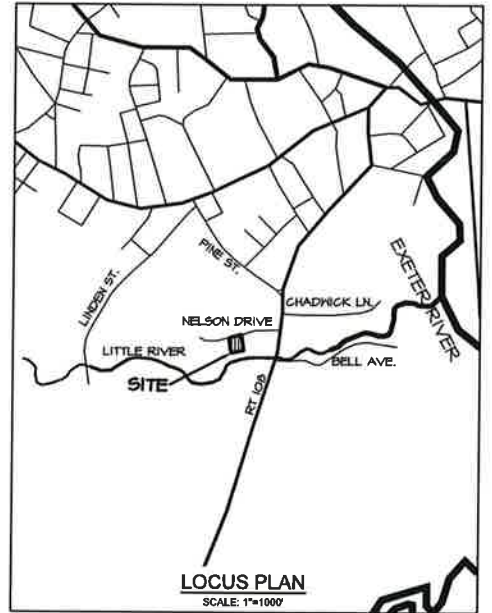 PINE ST.
LINDEN ST.
EXETER RIVER
CHADWICK LN.
NELSON DRIVE
LITTLE RIVER
BELL AVE.
SITE
RT 108
LOCUS PLAN
SCALE: 1"=1000'